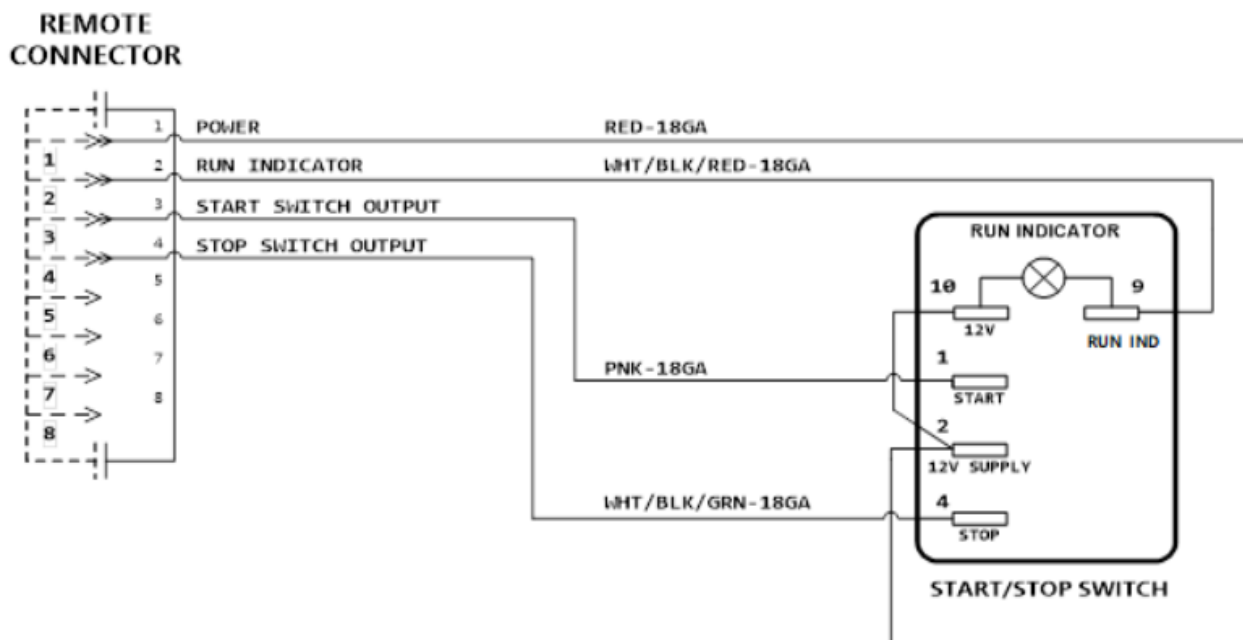 REMOTE
CONNECTOR
1 POWER RED-18GA
1
2 RUN INDICATOR WHT/BLK/RED-18GA
2
3 START SWITCH OUTPUT
3
4 STOP SWITCH OUTPUT
4
5
5
6
6
7
7
8
8
RUN INDICATOR
10 9
12V RUN IND
PNK-18GA 1
START
2
12V SUPPLY
WHT/BLK/GRN-18GA 4
STOP
START/STOP SWITCH